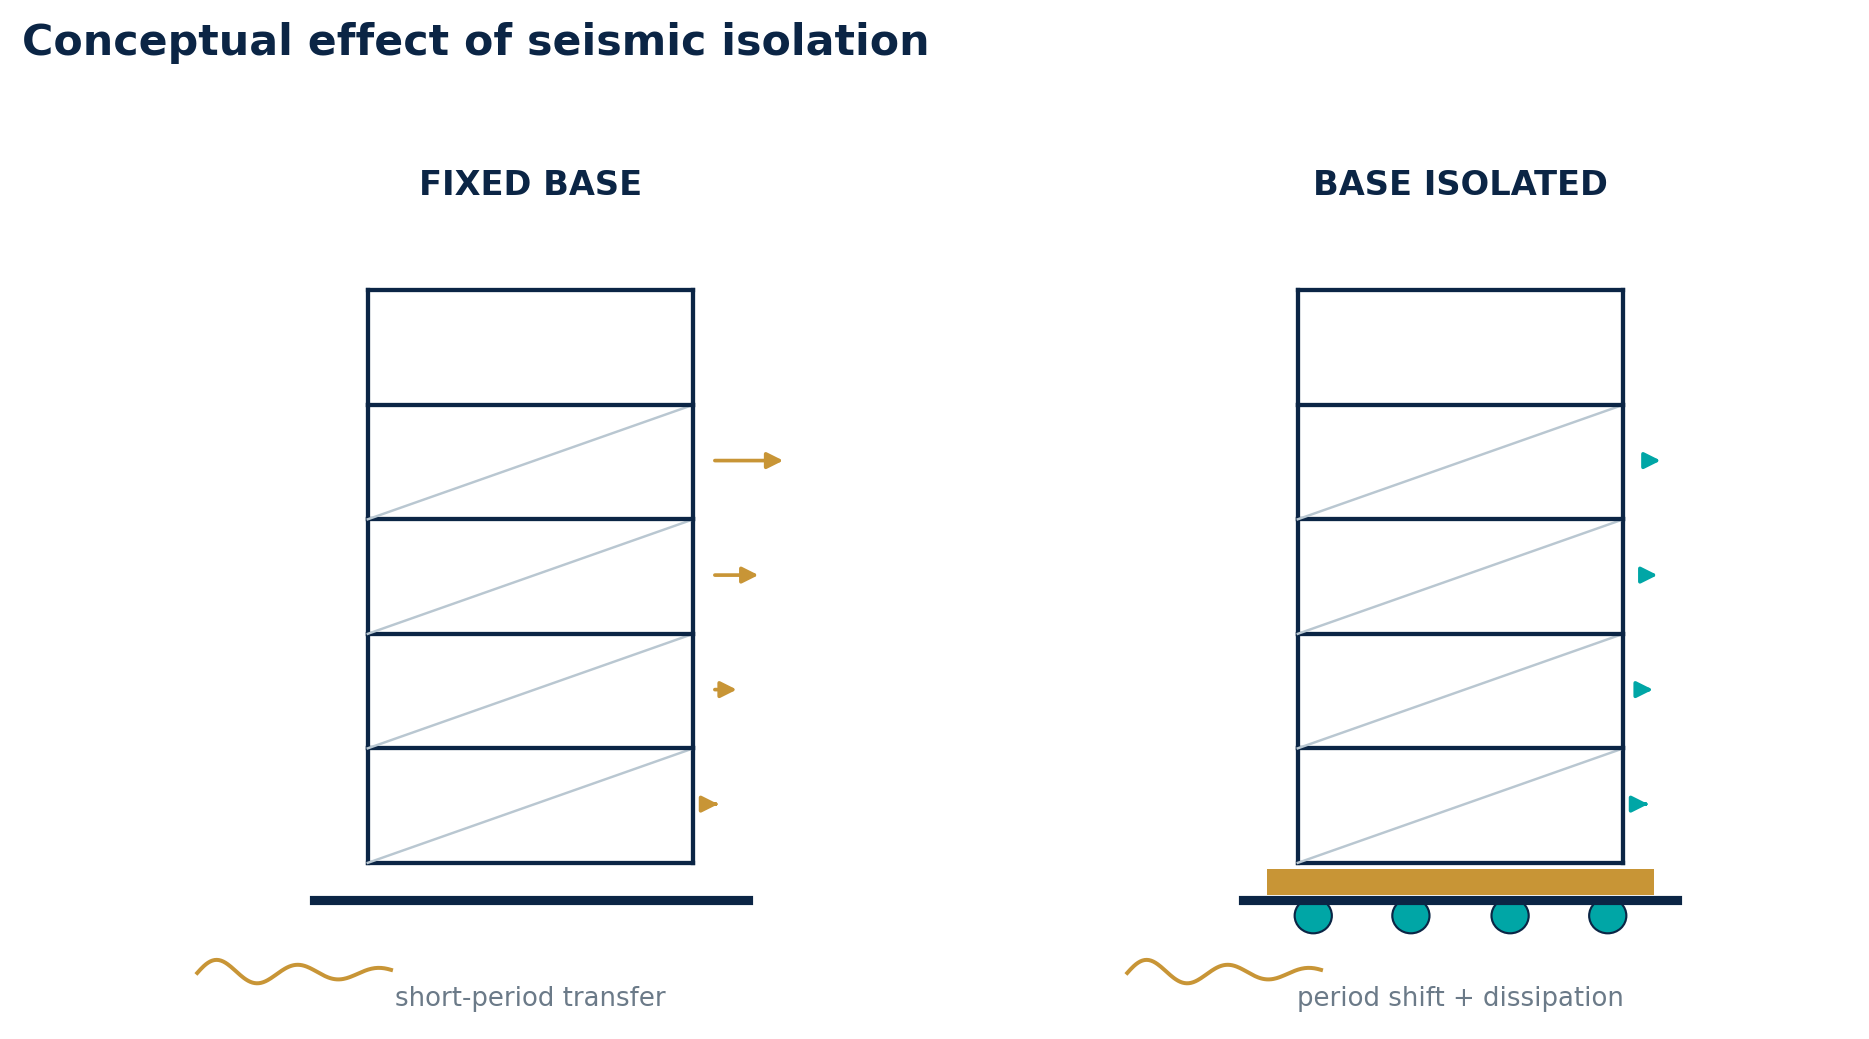 Conceptual effect of seismic isolation
FIXED BASE
BASE ISOLATED
short-period transfer
period shift + dissipation